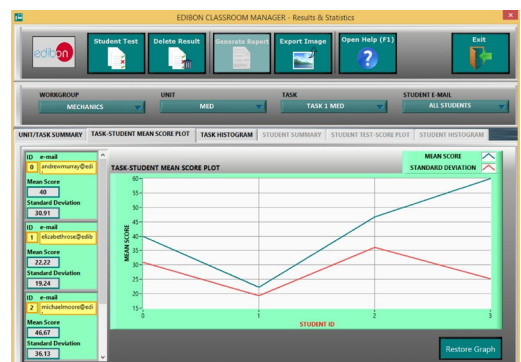 EDIBON CLASSROOM MANAGER - Results & Statistics
edibon
Student Test
Delete Result
Generate Report
Export Image
Open Help (F1)
Exit
WORKGROUP
UNIT
TASK
STUDENT E-MAIL
MECHANICS
MED
TASK 1 MED
ALL STUDENTS
UNIT/TASK SUMMARY
TASK-STUDENT MEAN SCORE PLOT
TASK HISTOGRAM
STUDENT SUMMARY
STUDENT TEST-SCORE PLOT
STUDENT HISTOGRAM
ID e-mail
0 andrewmurray@edi
Mean Score
40
Standard Deviation
30,91
ID e-mail
1 elizabethrose@edib
Mean Score
22,22
Standard Deviation
19,24
ID e-mail
2 michaelmoore@edi
Mean Score
46,67
Standard Deviation
36,13
TASK-STUDENT MEAN SCORE PLOT
MEAN SCORE
STANDARD DEVIATION
MEAN SCORE
60
55
50
45
40
35
30
25
20
15
0
1
2
3
STUDENT ID
Restore Graph